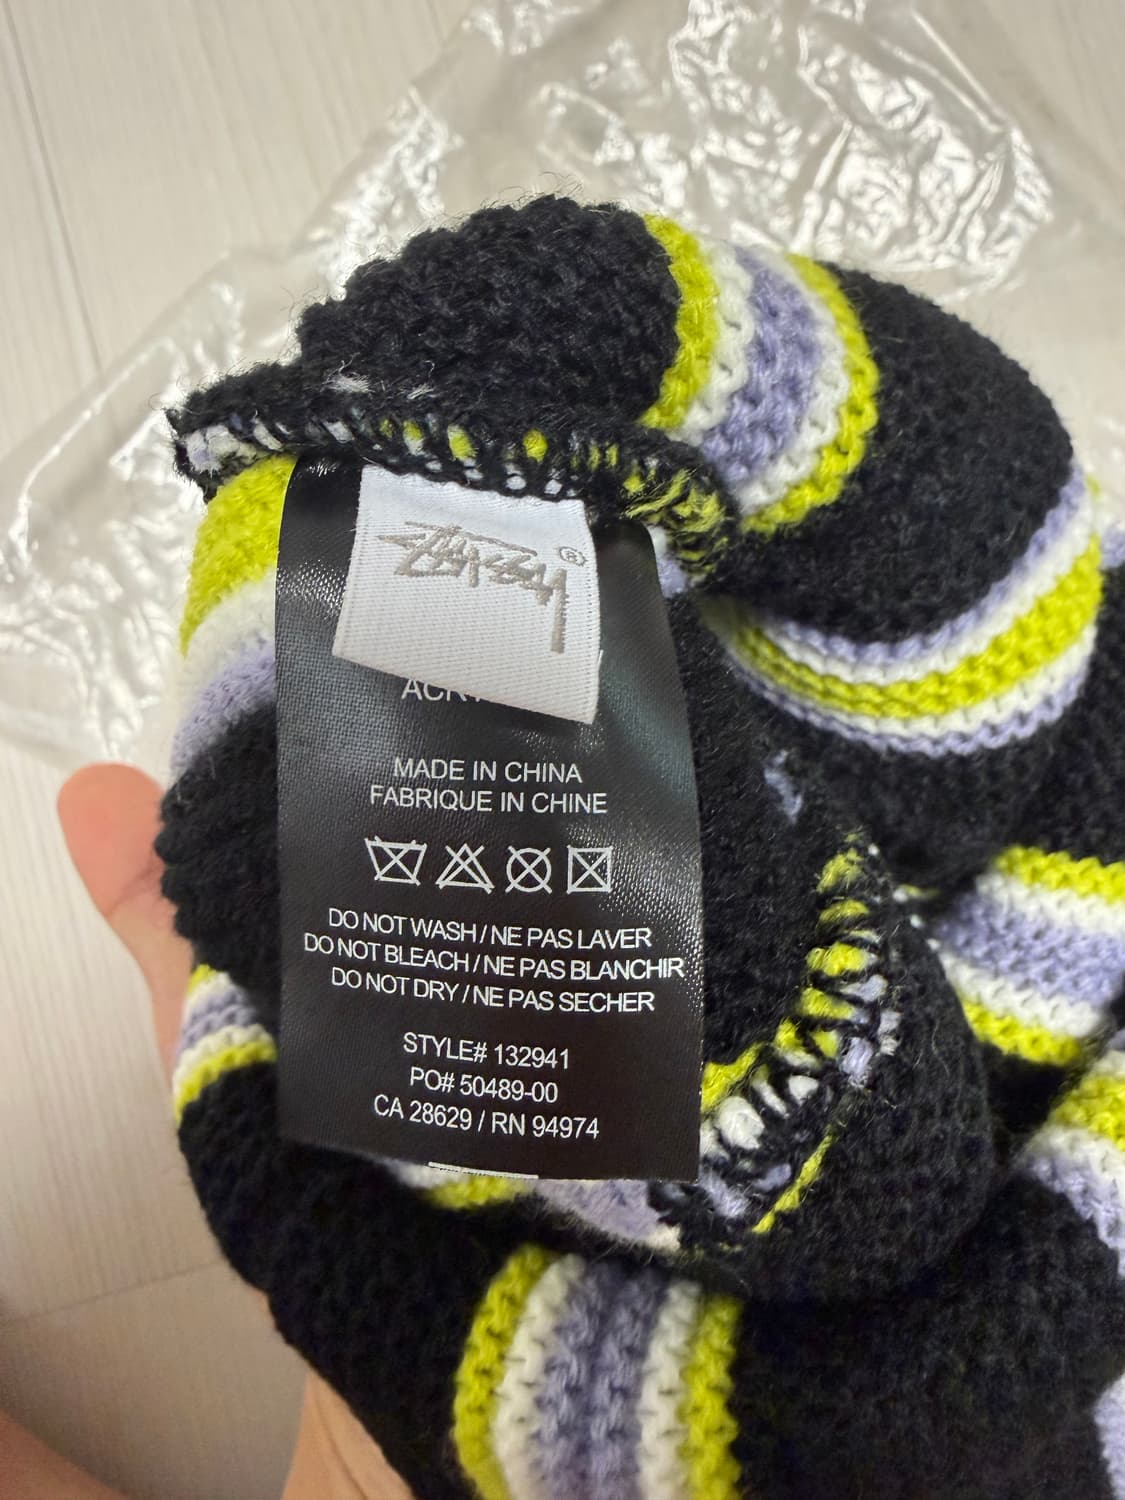 STÜSSY®
MADE IN CHINA
FABRIQUE IN CHINE
DO NOT WASH / NE PAS LAVER
DO NOT BLEACH / NE PAS BLANCHIR
DO NOT DRY / NE PAS SECHER
STYLE# 132941
PO# 50489-00
CA 28629 / RN 94974